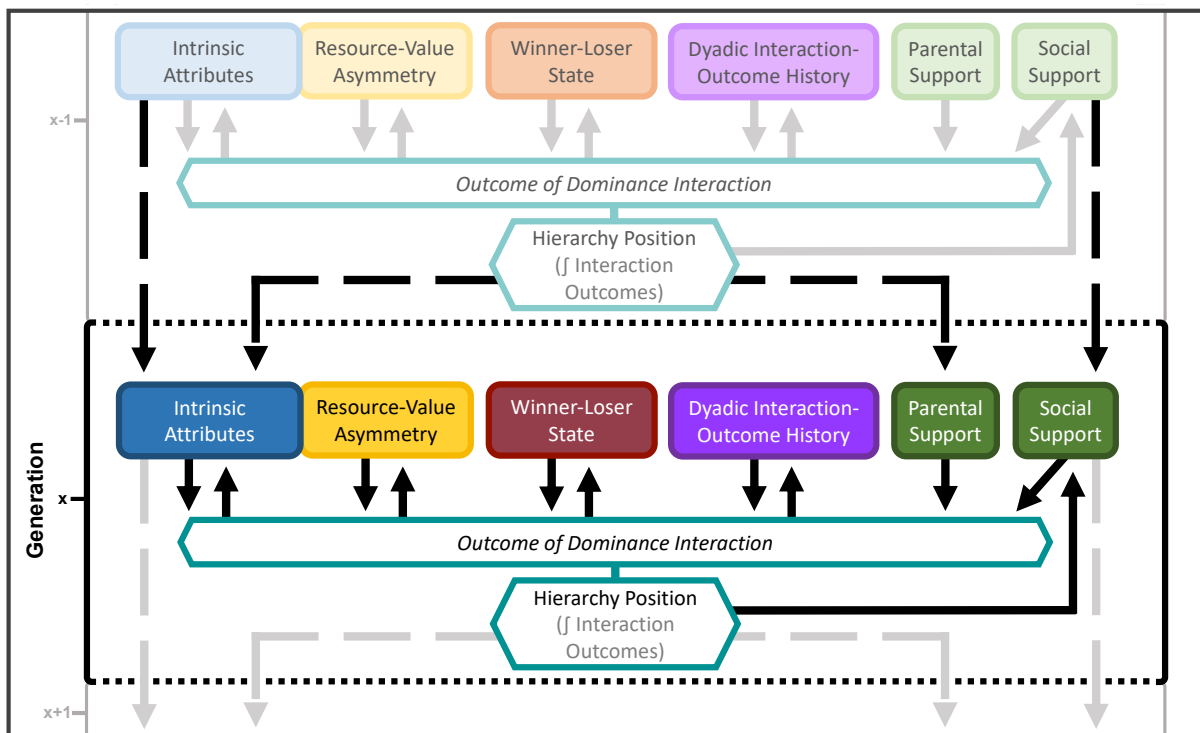 Intrinsic
Attributes
Resource-Value
Asymmetry
Winner-Loser
State
Dyadic Interaction-
Outcome History
Parental
Support
Social
Support
x-1
Outcome of Dominance Interaction
Hierarchy Position
(∫ Interaction
Outcomes)
Intrinsic
Attributes
Resource-Value
Asymmetry
Winner-Loser
State
Dyadic Interaction-
Outcome History
Parental
Support
Social
Support
Generation
x
Outcome of Dominance Interaction
Hierarchy Position
(∫ Interaction
Outcomes)
x+1